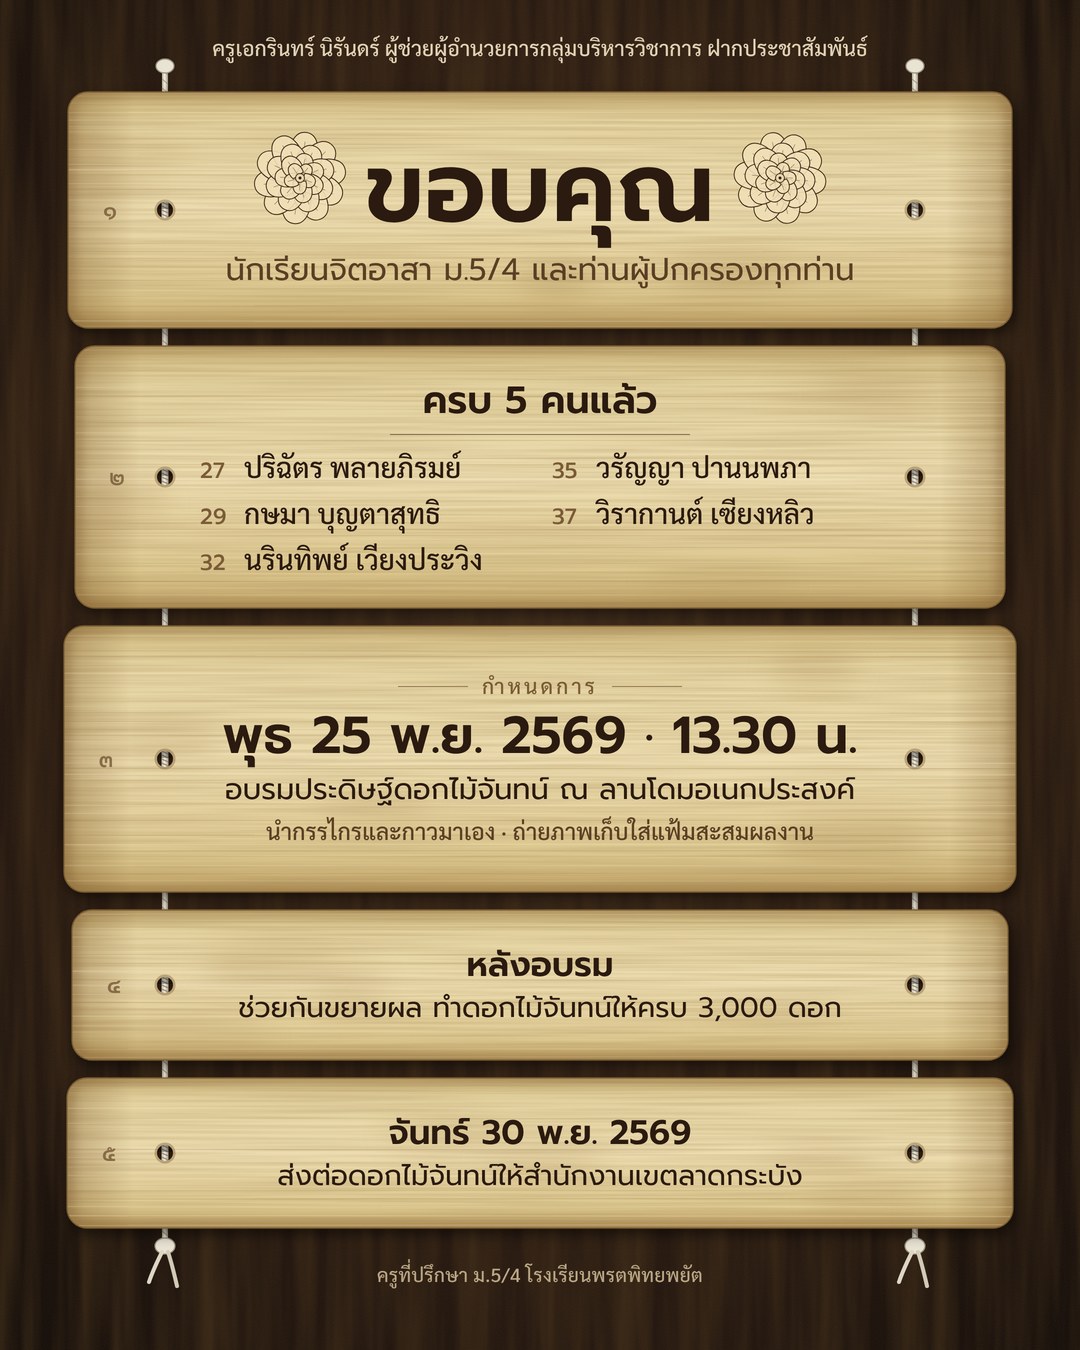 ครูเอกรินทร์ นิรันดร์ ผู้ช่วยผู้อำนวยการกลุ่มบริหารวิชาการ ฝากประชาสัมพันธ์
๑
ขอบคุณ
นักเรียนจิตอาสา ม.5/4 และท่านผู้ปกครองทุกท่าน
๒
ครบ 5 คนแล้ว
27 ปริฉัตร พลายภิรมย์
29 กษมา บุญตาสุทธิ
32 นรินทิพย์ เวียงประวิง
35 วรัญญา ปานนพภา
37 วิรากานต์ เซียงหลิว
๓
กำหนดการ
พุธ 25 พ.ย. 2569 · 13.30 น.
อบรมประดิษฐ์ดอกไม้จันทน์ ณ ลานโดมอเนกประสงค์
นำกรรไกรและกาวมาเอง · ถ่ายภาพเก็บใส่แฟ้มสะสมผลงาน
๔
หลังอบรม
ช่วยกันขยายผล ทำดอกไม้จันทน์ให้ครบ 3,000 ดอก
๕
จันทร์ 30 พ.ย. 2569
ส่งต่อดอกไม้จันทน์ให้สำนักงานเขตลาดกระบัง
ครูที่ปรึกษา ม.5/4 โรงเรียนพรตพิทยพยัต